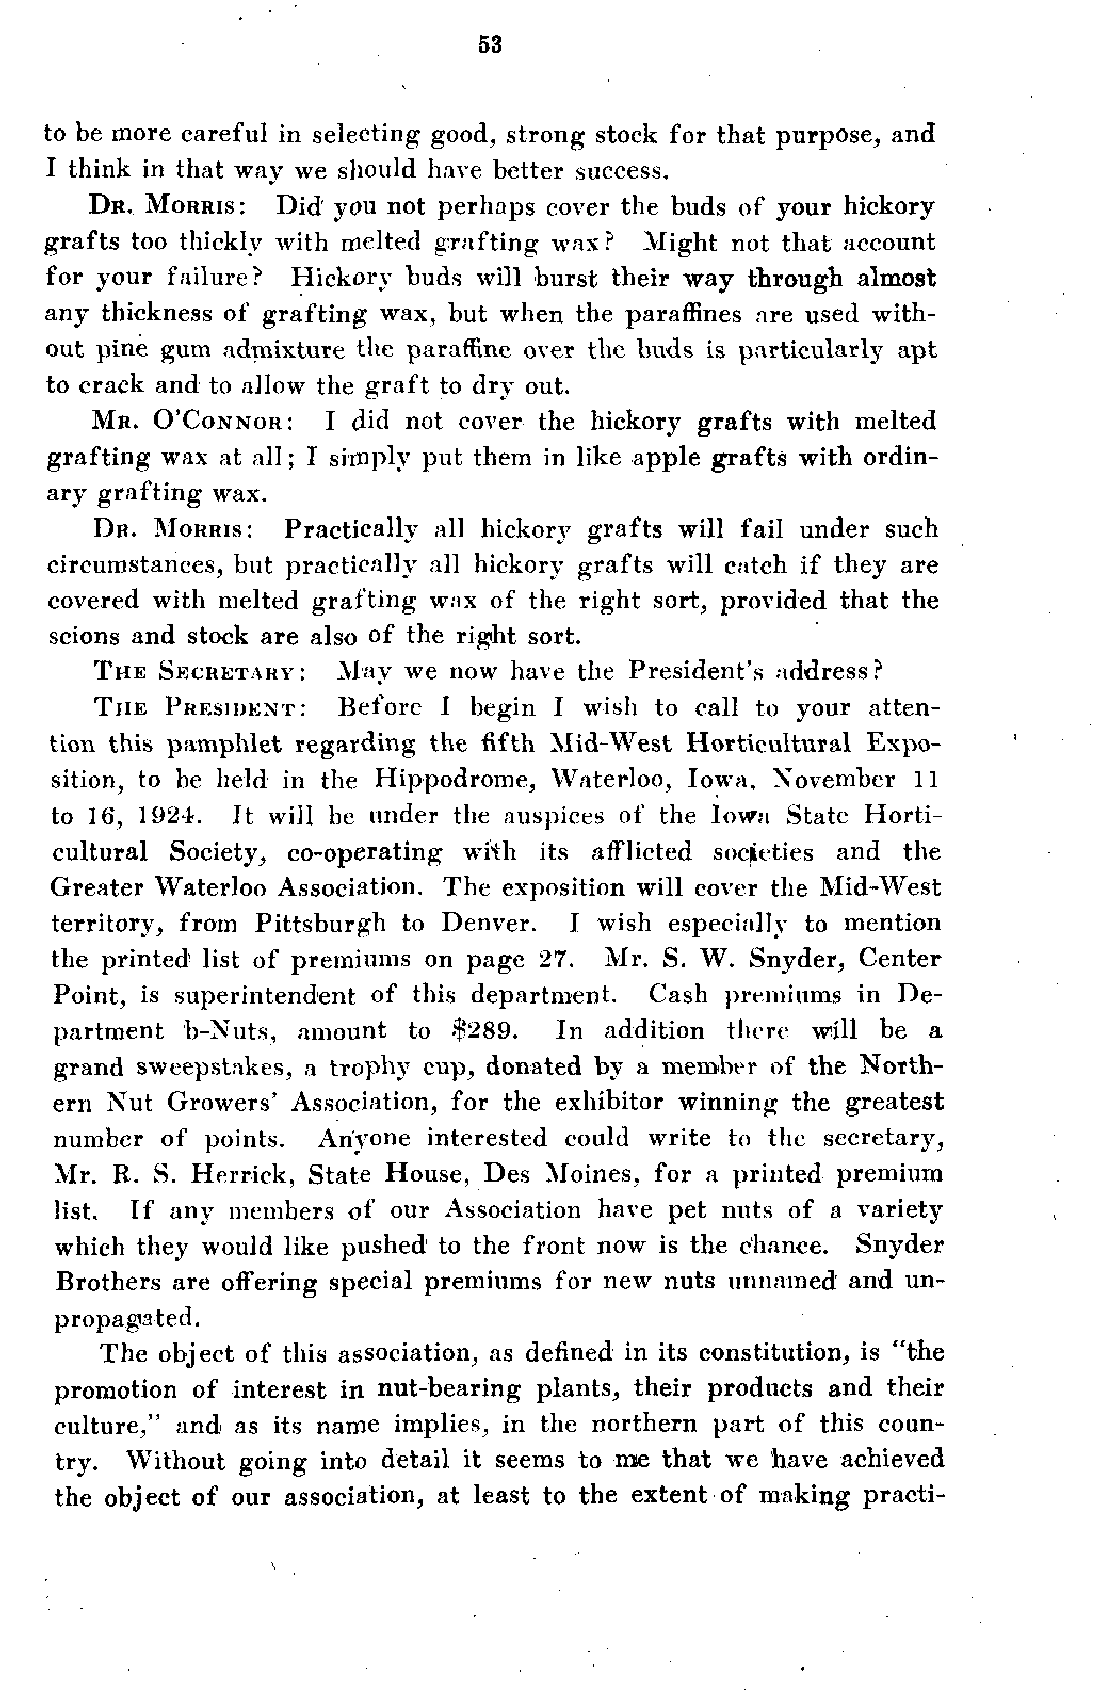 53
to be more careful in selecting good, strong stock for that purpose, and
I think in that way we should have better success.
DR. MORRIS: Did you not perhaps cover the buds of your hickory
grafts too thickly with melted grafting wax? Might not that account
for your failure? Hickory buds will burst their way through almost
any thickness of grafting wax, but when the paraffines are used with-
out pine gum admixture the paraffine over the buds is particularly apt
to crack and to allow the graft to dry out.
MR. O'CONNOR: I did not cover the hickory grafts with melted
grafting wax at all; I simply put them in like apple grafts with ordin-
ary grafting wax.
DR. MORRIS: Practically all hickory grafts will fail under such
circumstances, but practically all hickory grafts will catch if they are
covered with melted grafting wax of the right sort, provided that the
scions and stock are also of the right sort.
THE SECRETARY: May we now have the President's address?
THE PRESIDENT: Before I begin I wish to call to your atten-
tion this pamphlet regarding the fifth Mid-West Horticultural Expo-
sition, to be held in the Hippodrome, Waterloo, Iowa, November 11
to 16, 1924. It will be under the auspices of the Iowa State Horti-
cultural Society, co-operating with its afflicted societies and the
Greater Waterloo Association. The exposition will cover the Mid-West
territory, from Pittsburgh to Denver. I wish especially to mention
the printed list of premiums on page 27. Mr. S. W. Snyder, Center
Point, is superintendent of this department. Cash premiums in De-
partment b-Nuts, amount to $289. In addition there will be a
grand sweepstakes, a trophy cup, donated by a member of the North-
ern Nut Growers' Association, for the exhibitor winning the greatest
number of points. Anyone interested could write to the secretary,
Mr. R. S. Herrick, State House, Des Moines, for a printed premium
list. If any members of our Association have pet nuts of a variety
which they would like pushed to the front now is the chance. Snyder
Brothers are offering special premiums for new nuts unnamed and un-
propagated.
The object of this association, as defined in its constitution, is "the
promotion of interest in nut-bearing plants, their products and their
culture," and as its name implies, in the northern part of this coun-
try. Without going into detail it seems to me that we have achieved
the object of our association, at least to the extent of making practi-